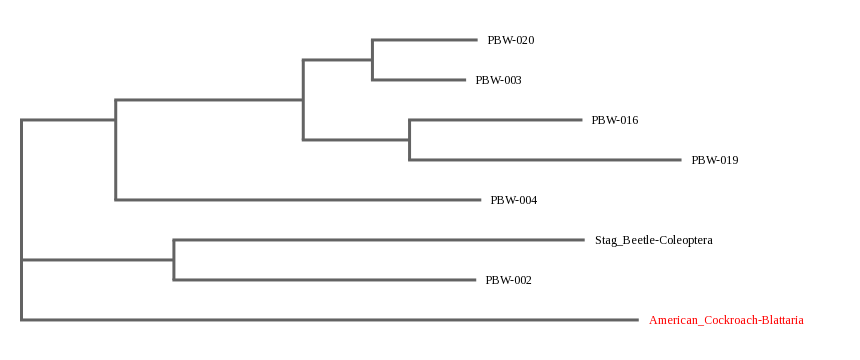 PBW-020
PBW-003
PBW-016
PBW-019
PBW-004
Stag_Beetle-Coleoptera
PBW-002
American_Cockroach-Blattaria